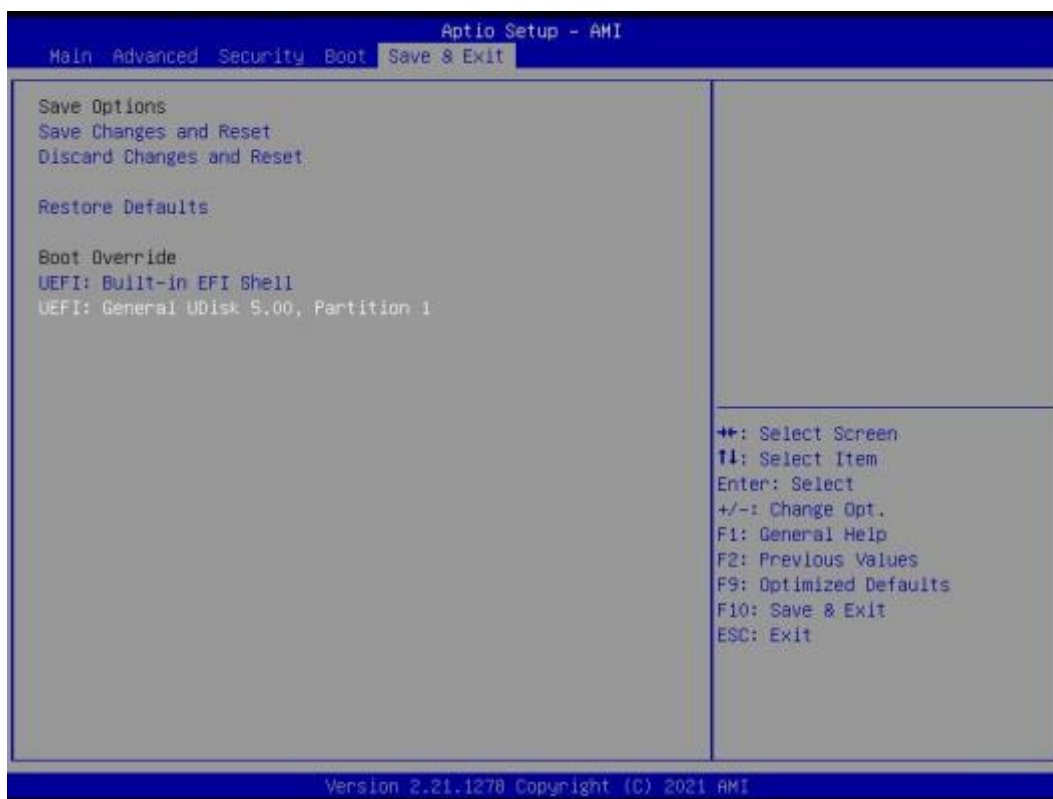 Aptio Setup - AMI
Main Advanced Security Boot Save & Exit
Save Options
Save Changes and Reset
Discard Changes and Reset
Restore Defaults
Boot Override
UEFI: Built-in EFI Shell
UEFI: General UDisk 5.00, Partition 1
→←: Select Screen
↑↓: Select Item
Enter: Select
+/-: Change Opt.
F1: General Help
F2: Previous Values
F9: Optimized Defaults
F10: Save & Exit
ESC: Exit
Version 2.21.1278 Copyright (C) 2021 AMI